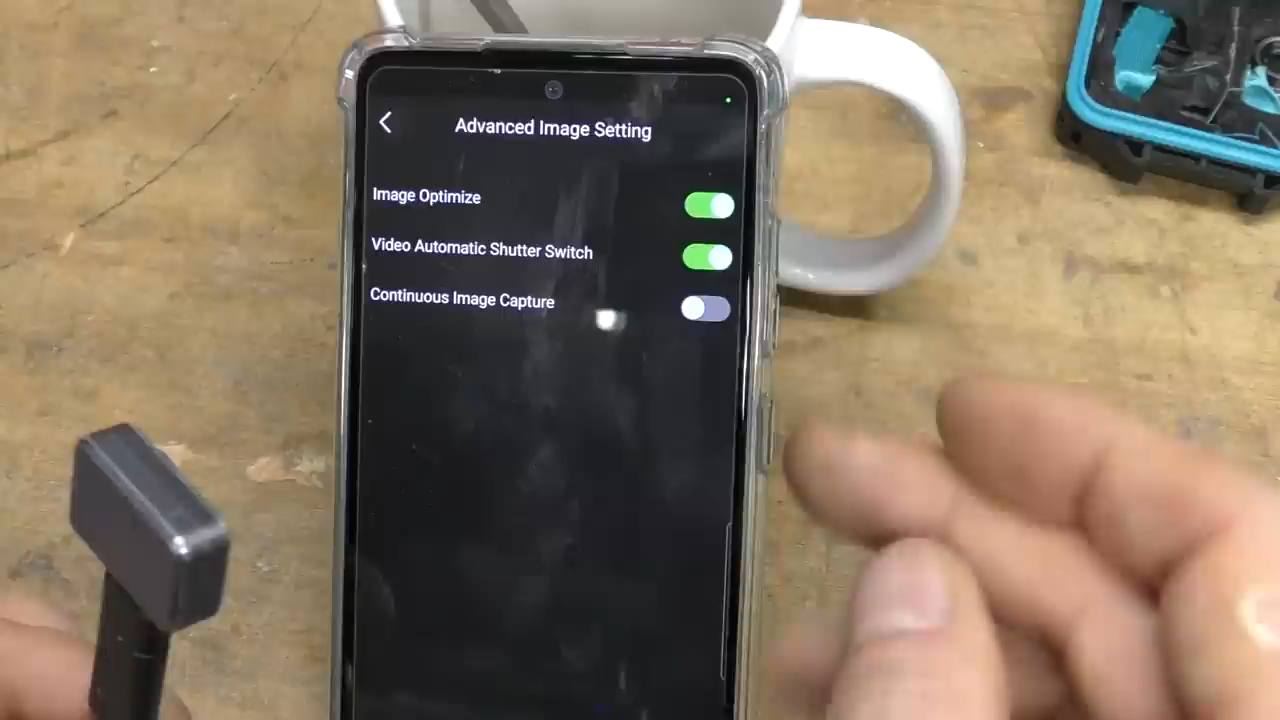 Advanced Image Setting
Image Optimize
Video Automatic Shutter Switch
Continuous Image Capture